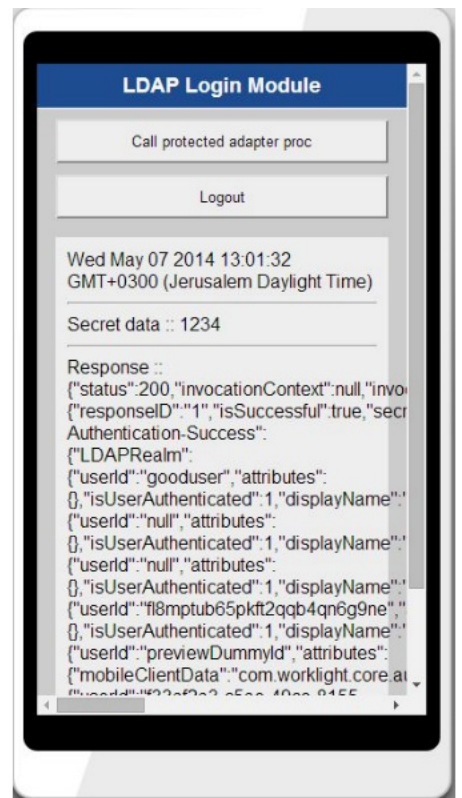 LDAP Login Module
Call protected adapter proc
Logout
Wed May 07 2014 13:01:32
GMT+0300 (Jerusalem Daylight Time)
Secret data :: 1234
Response ::
{"status":200,"invocationContext":null,"invo
{"responseID":"1","isSuccessful":true,"secr
Authentication-Success":
{"LDAPRealm":
{"userId":"gooduser","attributes":
{},"isUserAuthenticated":1,"displayName":"
{"userId":"null","attributes":
{},"isUserAuthenticated":1,"displayName":"
{"userId":"null","attributes":
{},"isUserAuthenticated":1,"displayName":"
{"userId":"fl8mptub65pkft2qqb4qn6g9ne","
{},"isUserAuthenticated":1,"displayName":"
{"userId":"previewDummyId","attributes":
{"mobileClientData":"com.worklight.core.au